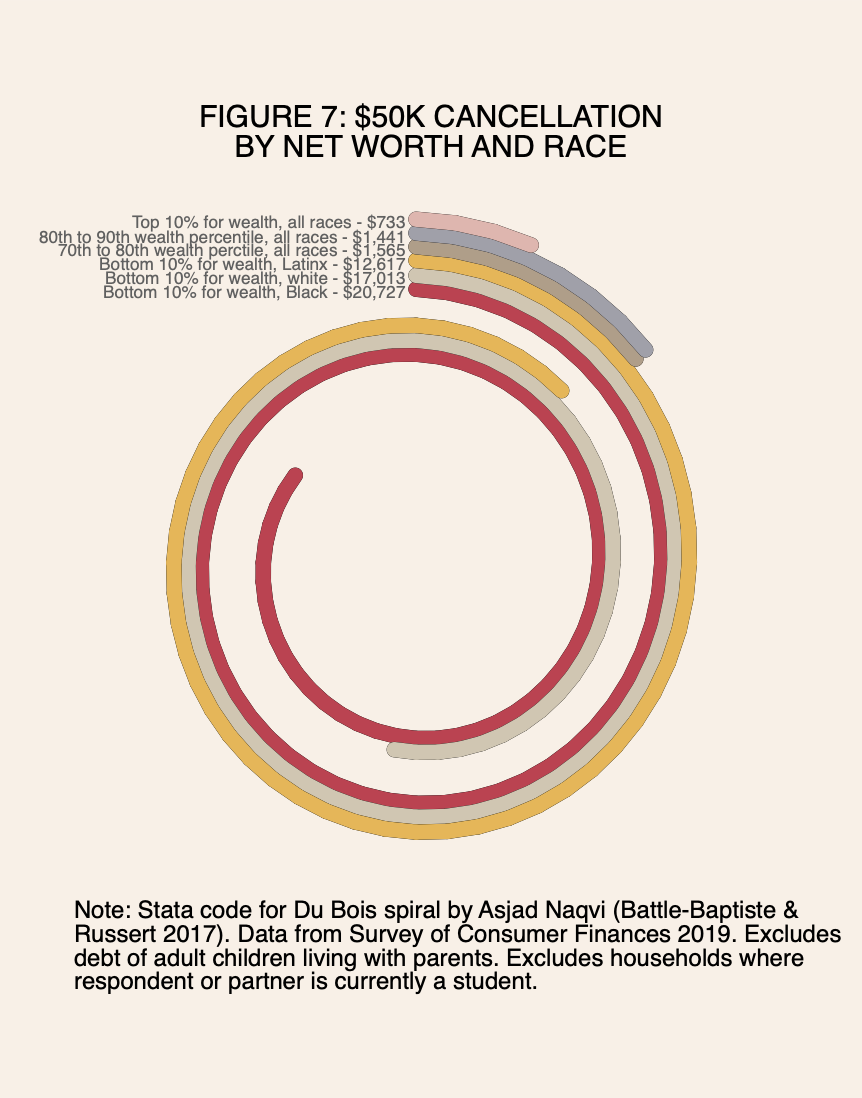 FIGURE 7: $50K CANCELLATION
BY NET WORTH AND RACE
Top 10% for wealth, all races - $733
80th to 90th wealth percentile, all races - $1,441
70th to 80th wealth perctile, all races - $1,565
Bottom 10% for wealth, Latinx - $12,617
Bottom 10% for wealth, white - $17,013
Bottom 10% for wealth, Black - $20,727
Note: Stata code for Du Bois spiral by Asjad Naqvi (Battle-Baptiste &
Russert 2017). Data from Survey of Consumer Finances 2019. Excludes
debt of adult children living with parents. Excludes households where
respondent or partner is currently a student.